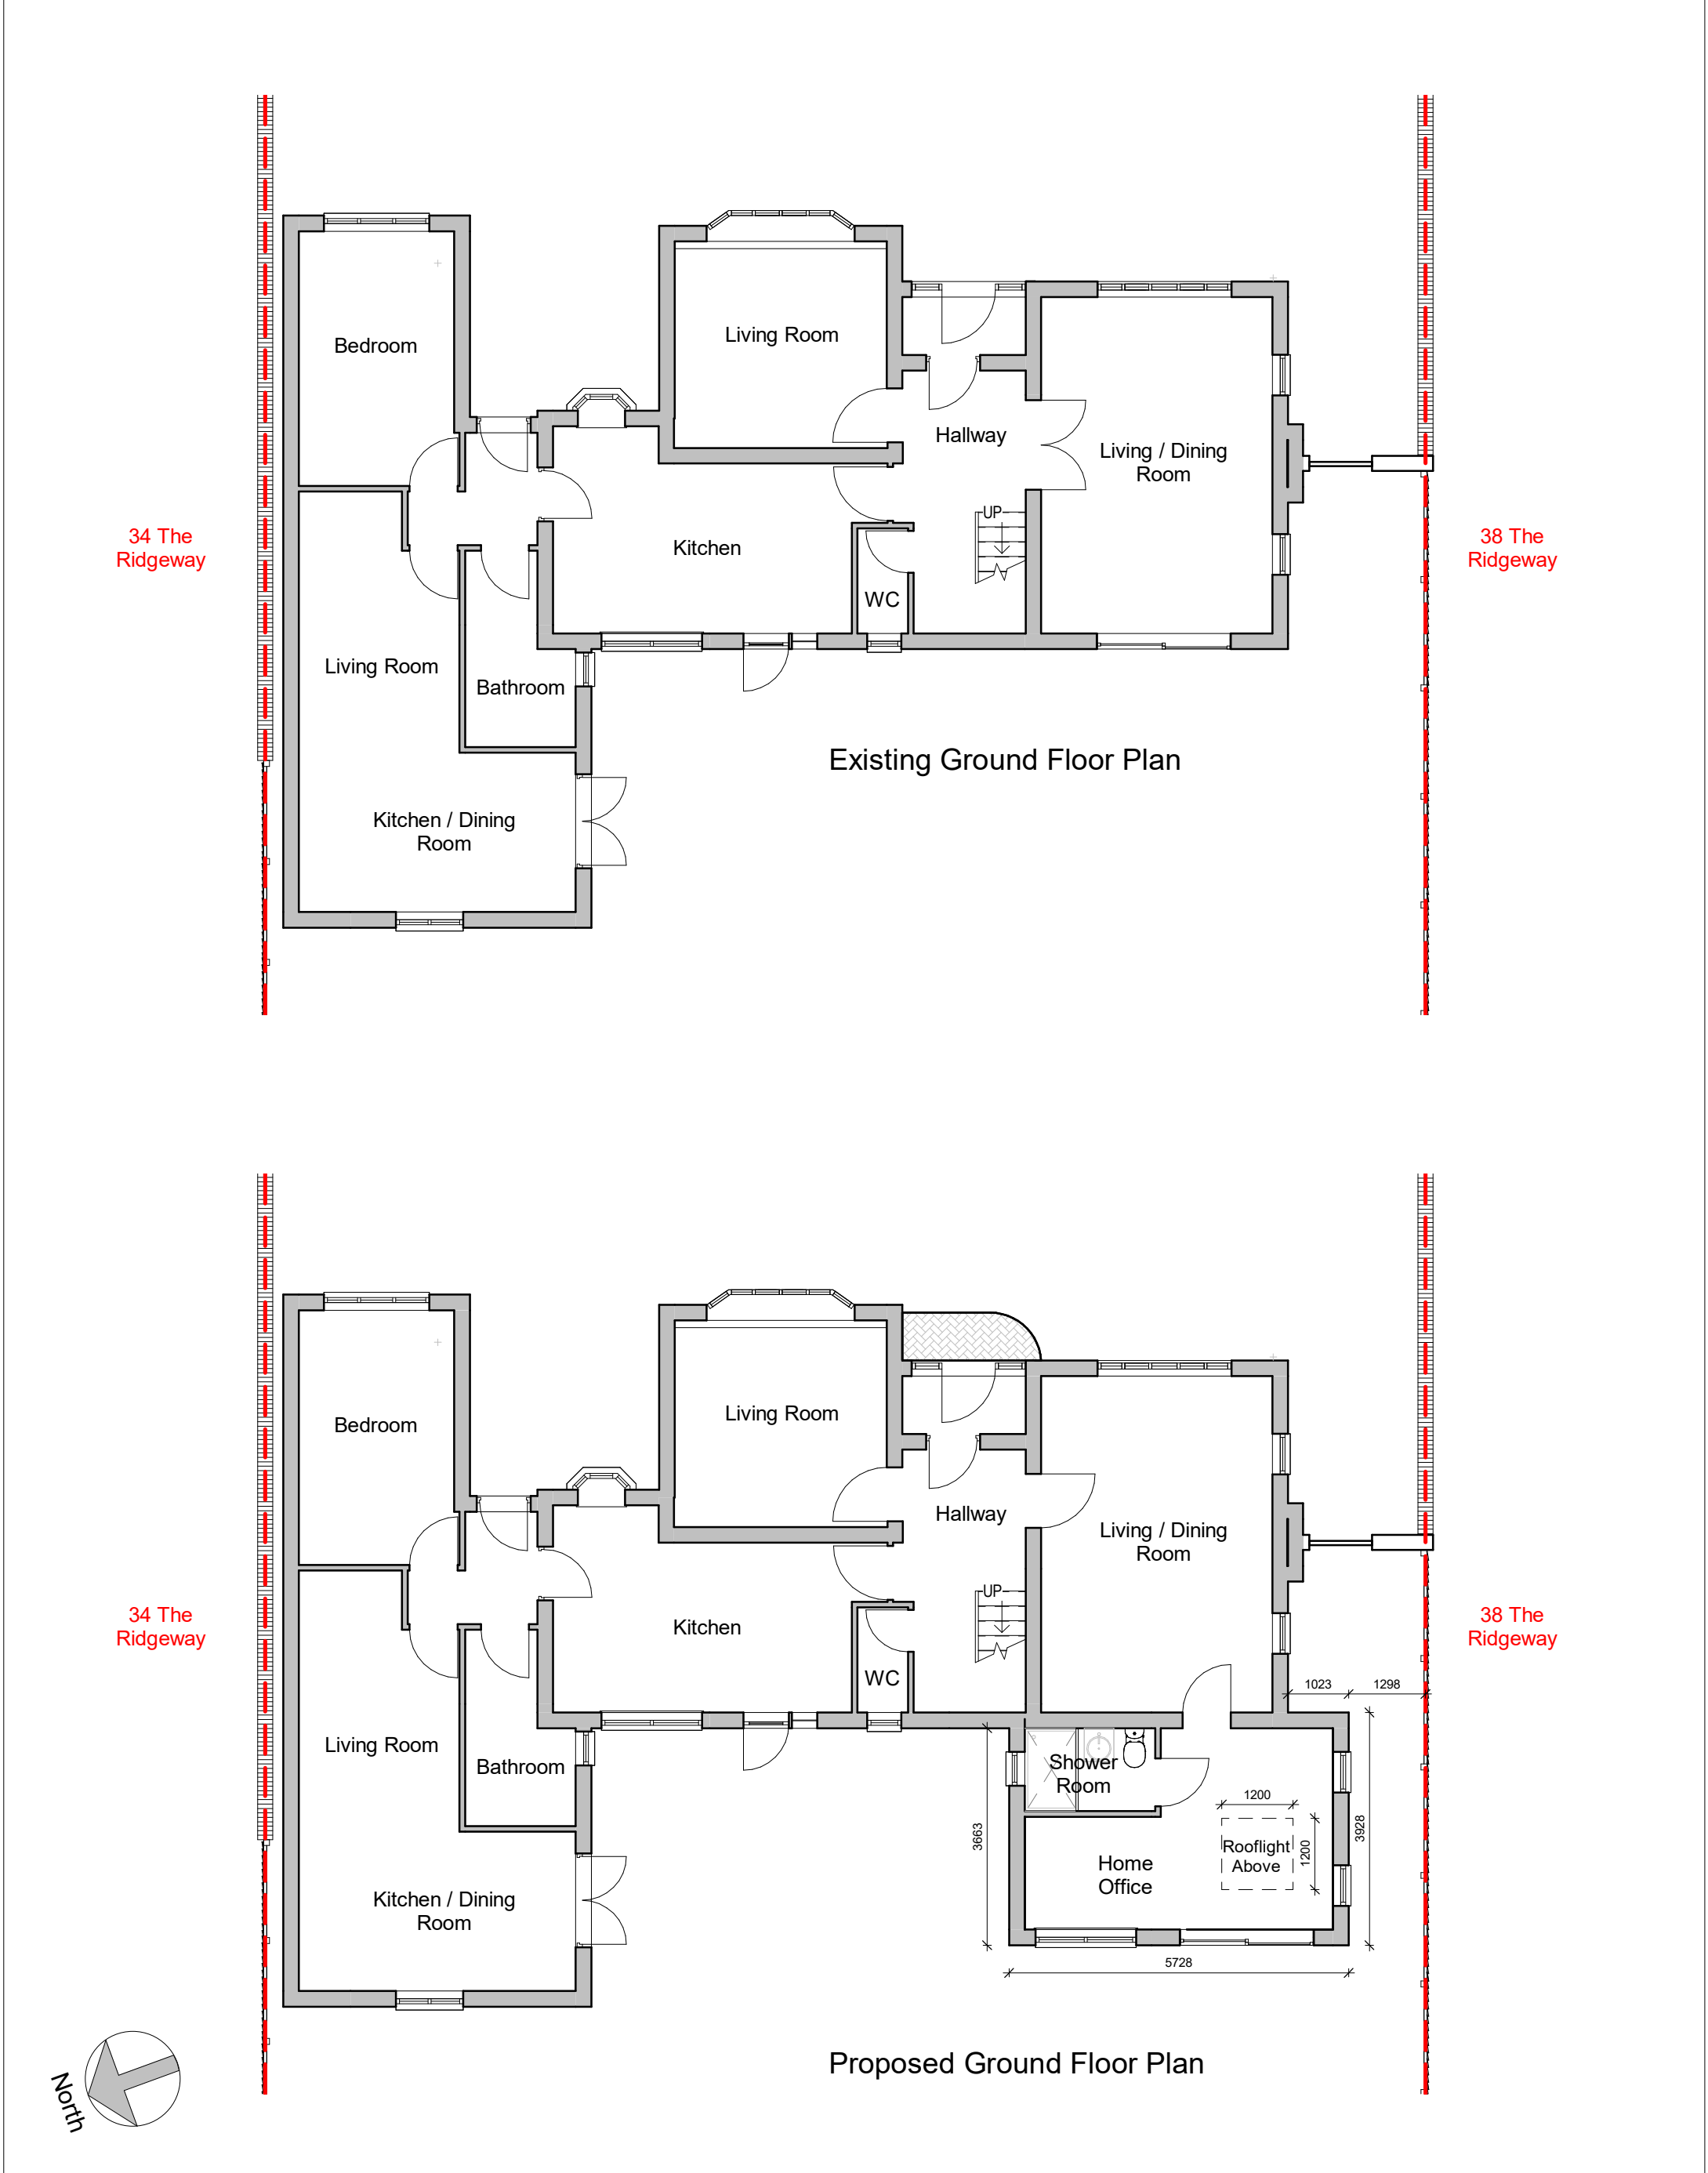 Bedroom
Living Room
Hallway
Living / Dining
Room
34 The
Ridgeway
38 The
Ridgeway
UP
Kitchen
WC
Living Room
Bathroom
Existing Ground Floor Plan
Kitchen / Dining
Room
Living Room
Bedroom
Hallway
Living / Dining
Room
34 The
Ridgeway
38 The
Ridgeway
UP
Kitchen
WC
1023
1298
Living Room
Bathroom
Shower
Room
1200
3663
3928
1200
Rooflight
Above
Home
Office
Kitchen / Dining
Room
5728
Proposed Ground Floor Plan
North